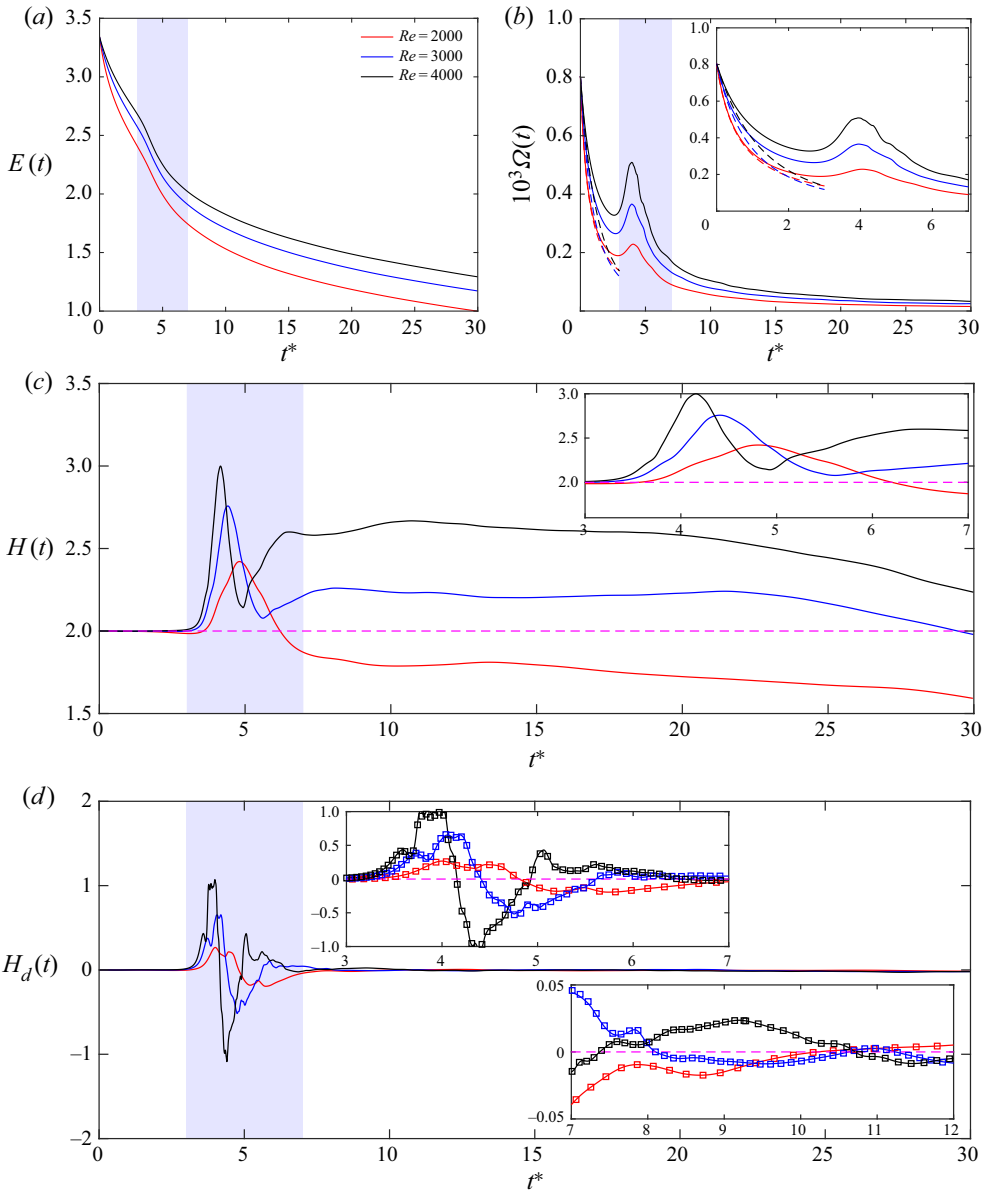 (a)
3.5
3.0
2.5
2.0
1.5
1.0
E(t)
Re = 2000
Re = 3000
Re = 4000
0 5 10 15 20 25 30
t*
(b)
1.0
0.8
0.6
0.4
0.2
0
10³Ω(t)
5 10 15 20 25 30
t*
1.0
0.8
0.6
0.4
0.2
0
2 4 6
(c)
3.5
3.0
2.5
2.0
1.5
H(t)
0 5 10 15 20 25 30
t*
3.0
2.5
2.0
3 4 5 6 7
(d)
2
1
0
−1
−2
H_d(t)
0 5 10 15 20 25 30
t*
1.0
0.5
0
−0.5
−1.0
3 4 5 6 7
0.05
0
−0.05
7 8 9 10 11 12